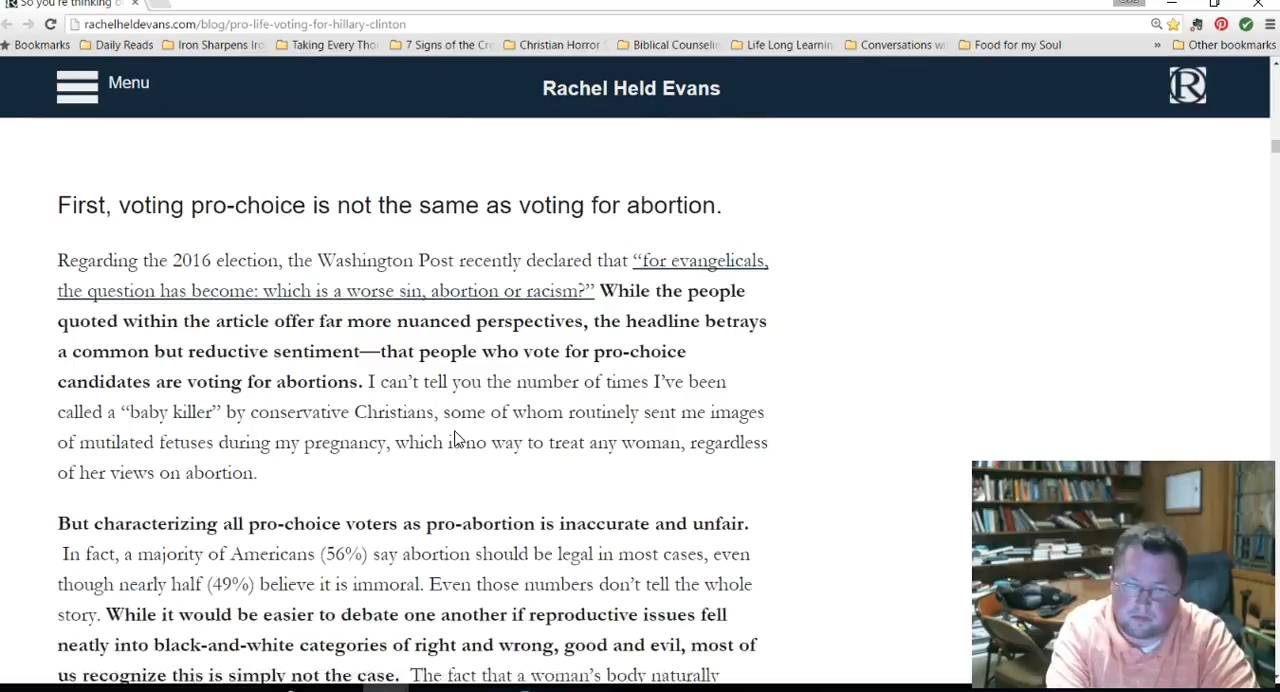 So you're thinking of
rachelheldevans.com/blog/pro-life-voting-for-hillary-clinton
Bookmarks Daily Reads Iron Sharpens Iro Taking Every Tho 7 Signs of the Cre Christian Horror Biblical Counselin Life Long Learnin Conversations wi Food for my Soul » Other bookmarks
Menu
Rachel Held Evans
R
First, voting pro-choice is not the same as voting for abortion.
Regarding the 2016 election, the Washington Post recently declared that “for evangelicals,
the question has become: which is a worse sin, abortion or racism?” While the people
quoted within the article offer far more nuanced perspectives, the headline betrays
a common but reductive sentiment—that people who vote for pro-choice
candidates are voting for abortions. I can’t tell you the number of times I’ve been
called a “baby killer” by conservative Christians, some of whom routinely sent me images
of mutilated fetuses during my pregnancy, which is no way to treat any woman, regardless
of her views on abortion.
But characterizing all pro-choice voters as pro-abortion is inaccurate and unfair.
In fact, a majority of Americans (56%) say abortion should be legal in most cases, even
though nearly half (49%) believe it is immoral. Even those numbers don’t tell the whole
story. While it would be easier to debate one another if reproductive issues fell
neatly into black-and-white categories of right and wrong, good and evil, most of
us recognize this is simply not the case. The fact that a woman’s body naturally